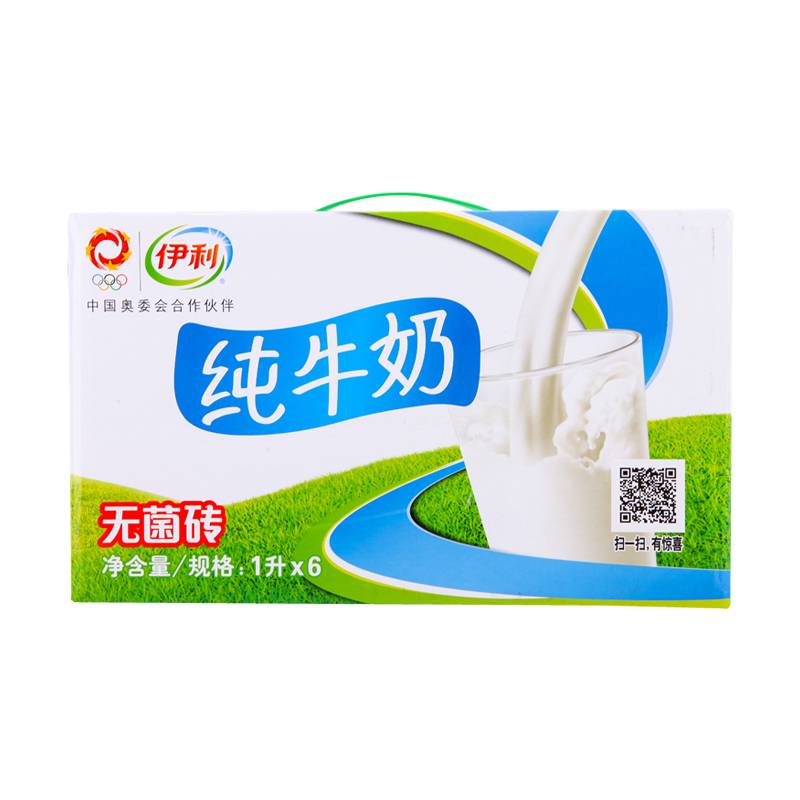 伊利
中国奥委会合作伙伴
纯牛奶
无菌砖
净含量/规格:1升x6
扫一扫,有惊喜